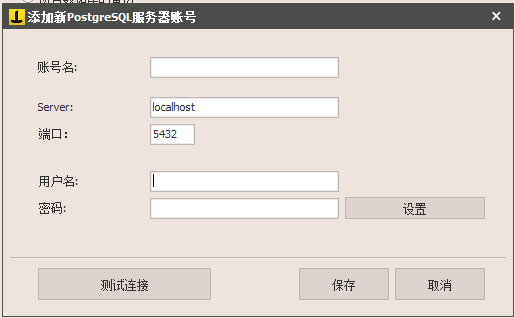 添加新PostgreSQL服务器账号
账号名:
Server:
localhost
端口:
5432
用户名:
密码:
设置
测试连接
保存
取消